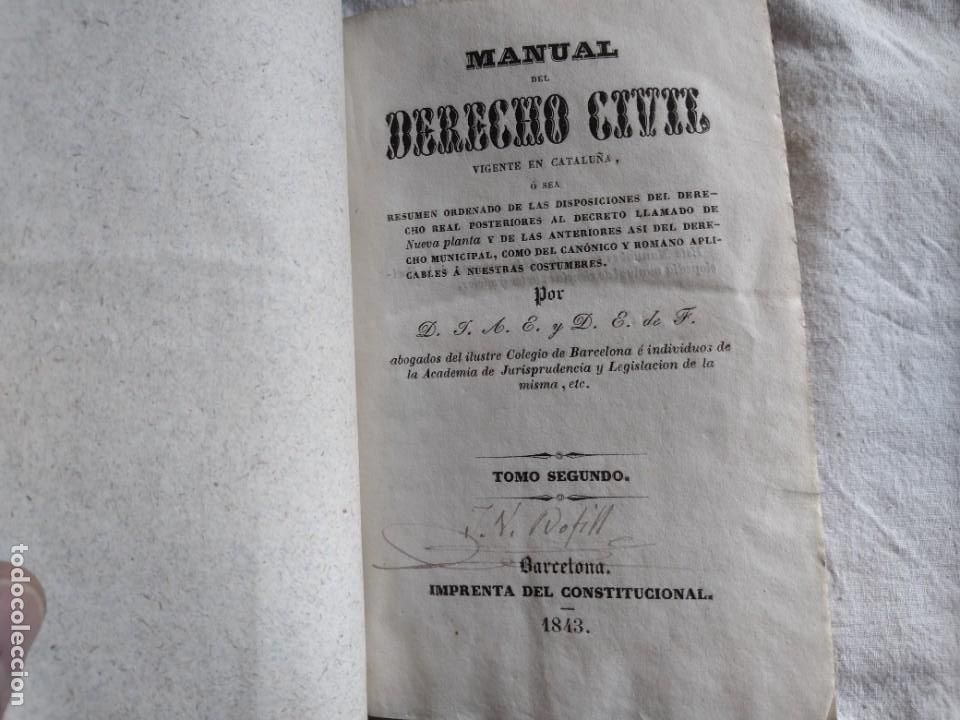 MANUAL
DEL
DERECHO CIVIL
VIGENTE EN CATALUÑA,
Ó SEA
RESUMEN ORDENADO DE LAS DISPOSICIONES DEL DERE-
CHO REAL POSTERIORES AL DECRETO LLAMADO DE
Nueva planta Y DE LAS ANTERIORES ASI DEL DERE-
CHO MUNICIPAL, COMO DEL CANÓNICO Y ROMANO APLI-
CABLES Á NUESTRAS COSTUMBRES.
Por
D. J. A. E. y D. E. de F.
abogados del ilustre Colegio de Barcelona é individuos de
la Academia de Jurisprudencia y Legislacion de la
misma, etc.
TOMO SEGUNDO.
J. N. Bofill
Barcelona.
IMPRENTA DEL CONSTITUCIONAL.
1843.
todocoleccion